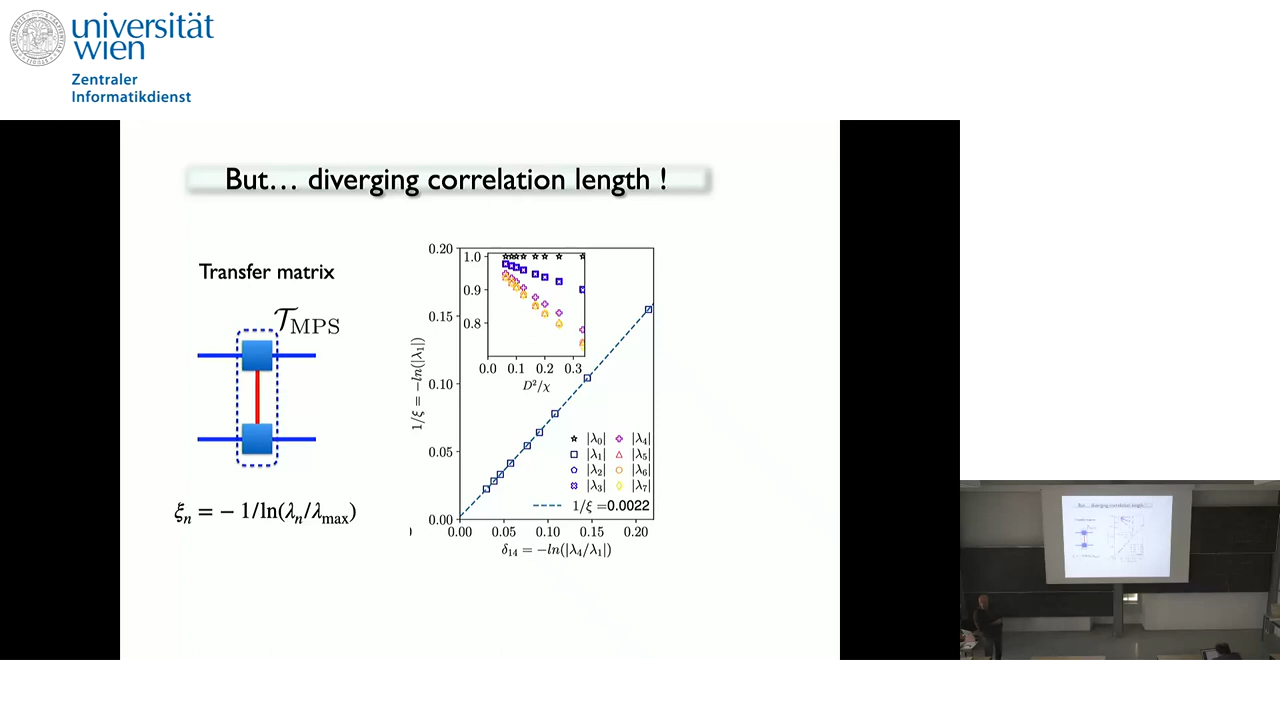 universität
wien
Zentraler
Informatikdienst
But… diverging correlation length !
Transfer matrix
𝒯MPS
ξn = − 1/ln(λn/λmax)
0.20
0.15
0.10
0.05
0.00
1/ξ = −ln(|λ1|)
1.0
0.9
0.8
0.0 0.1 0.2 0.3
D²/χ
|λ0| |λ4|
|λ1| |λ5|
|λ2| |λ6|
|λ3| |λ7|
1/ξ =0.0022
0.00 0.05 0.10 0.15 0.20
δ14 = −ln(|λ4/λ1|)